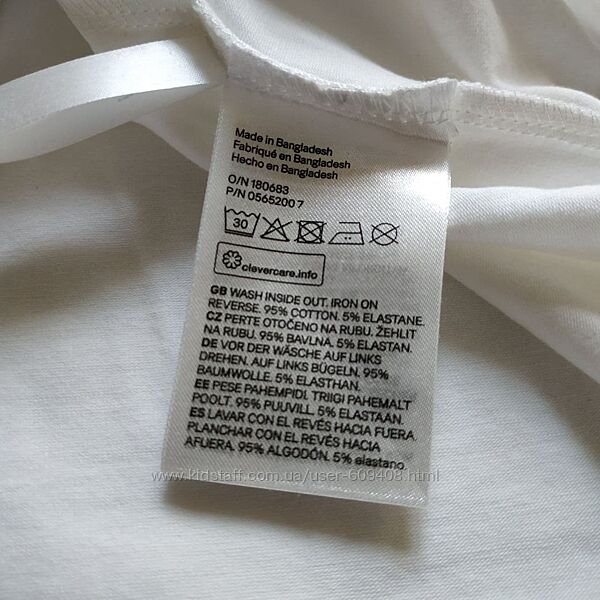 Made in Bangladesh
Fabriqué en Bangladesh
Hecho en Bangladesh
O/N 180683
P/N 0565200 7
30
clevercare.info
GB WASH INSIDE OUT. IRON ON
REVERSE. 95% COTTON. 5% ELASTANE.
CZ PERTE OTOČENO NA RUBU. ŽEHLIT
NA RUBU. 95% BAVLNA. 5% ELASTAN.
DE VOR DER WÄSCHE AUF LINKS
DREHEN. AUF LINKS BÜGELN. 95%
BAUMWOLLE. 5% ELASTHAN.
EE PESE PAHEMPIDI. TRIIGI PAHEMALT
POOLT. 95% PUUVILL. 5% ELASTAAN.
ES LAVAR CON EL REVÉS HACIA FUERA.
PLANCHAR CON EL REVÉS HACIA
AFUERA. 95% ALGODÓN. 5% elastano
www.kidstaff.com.ua/user-609408.html